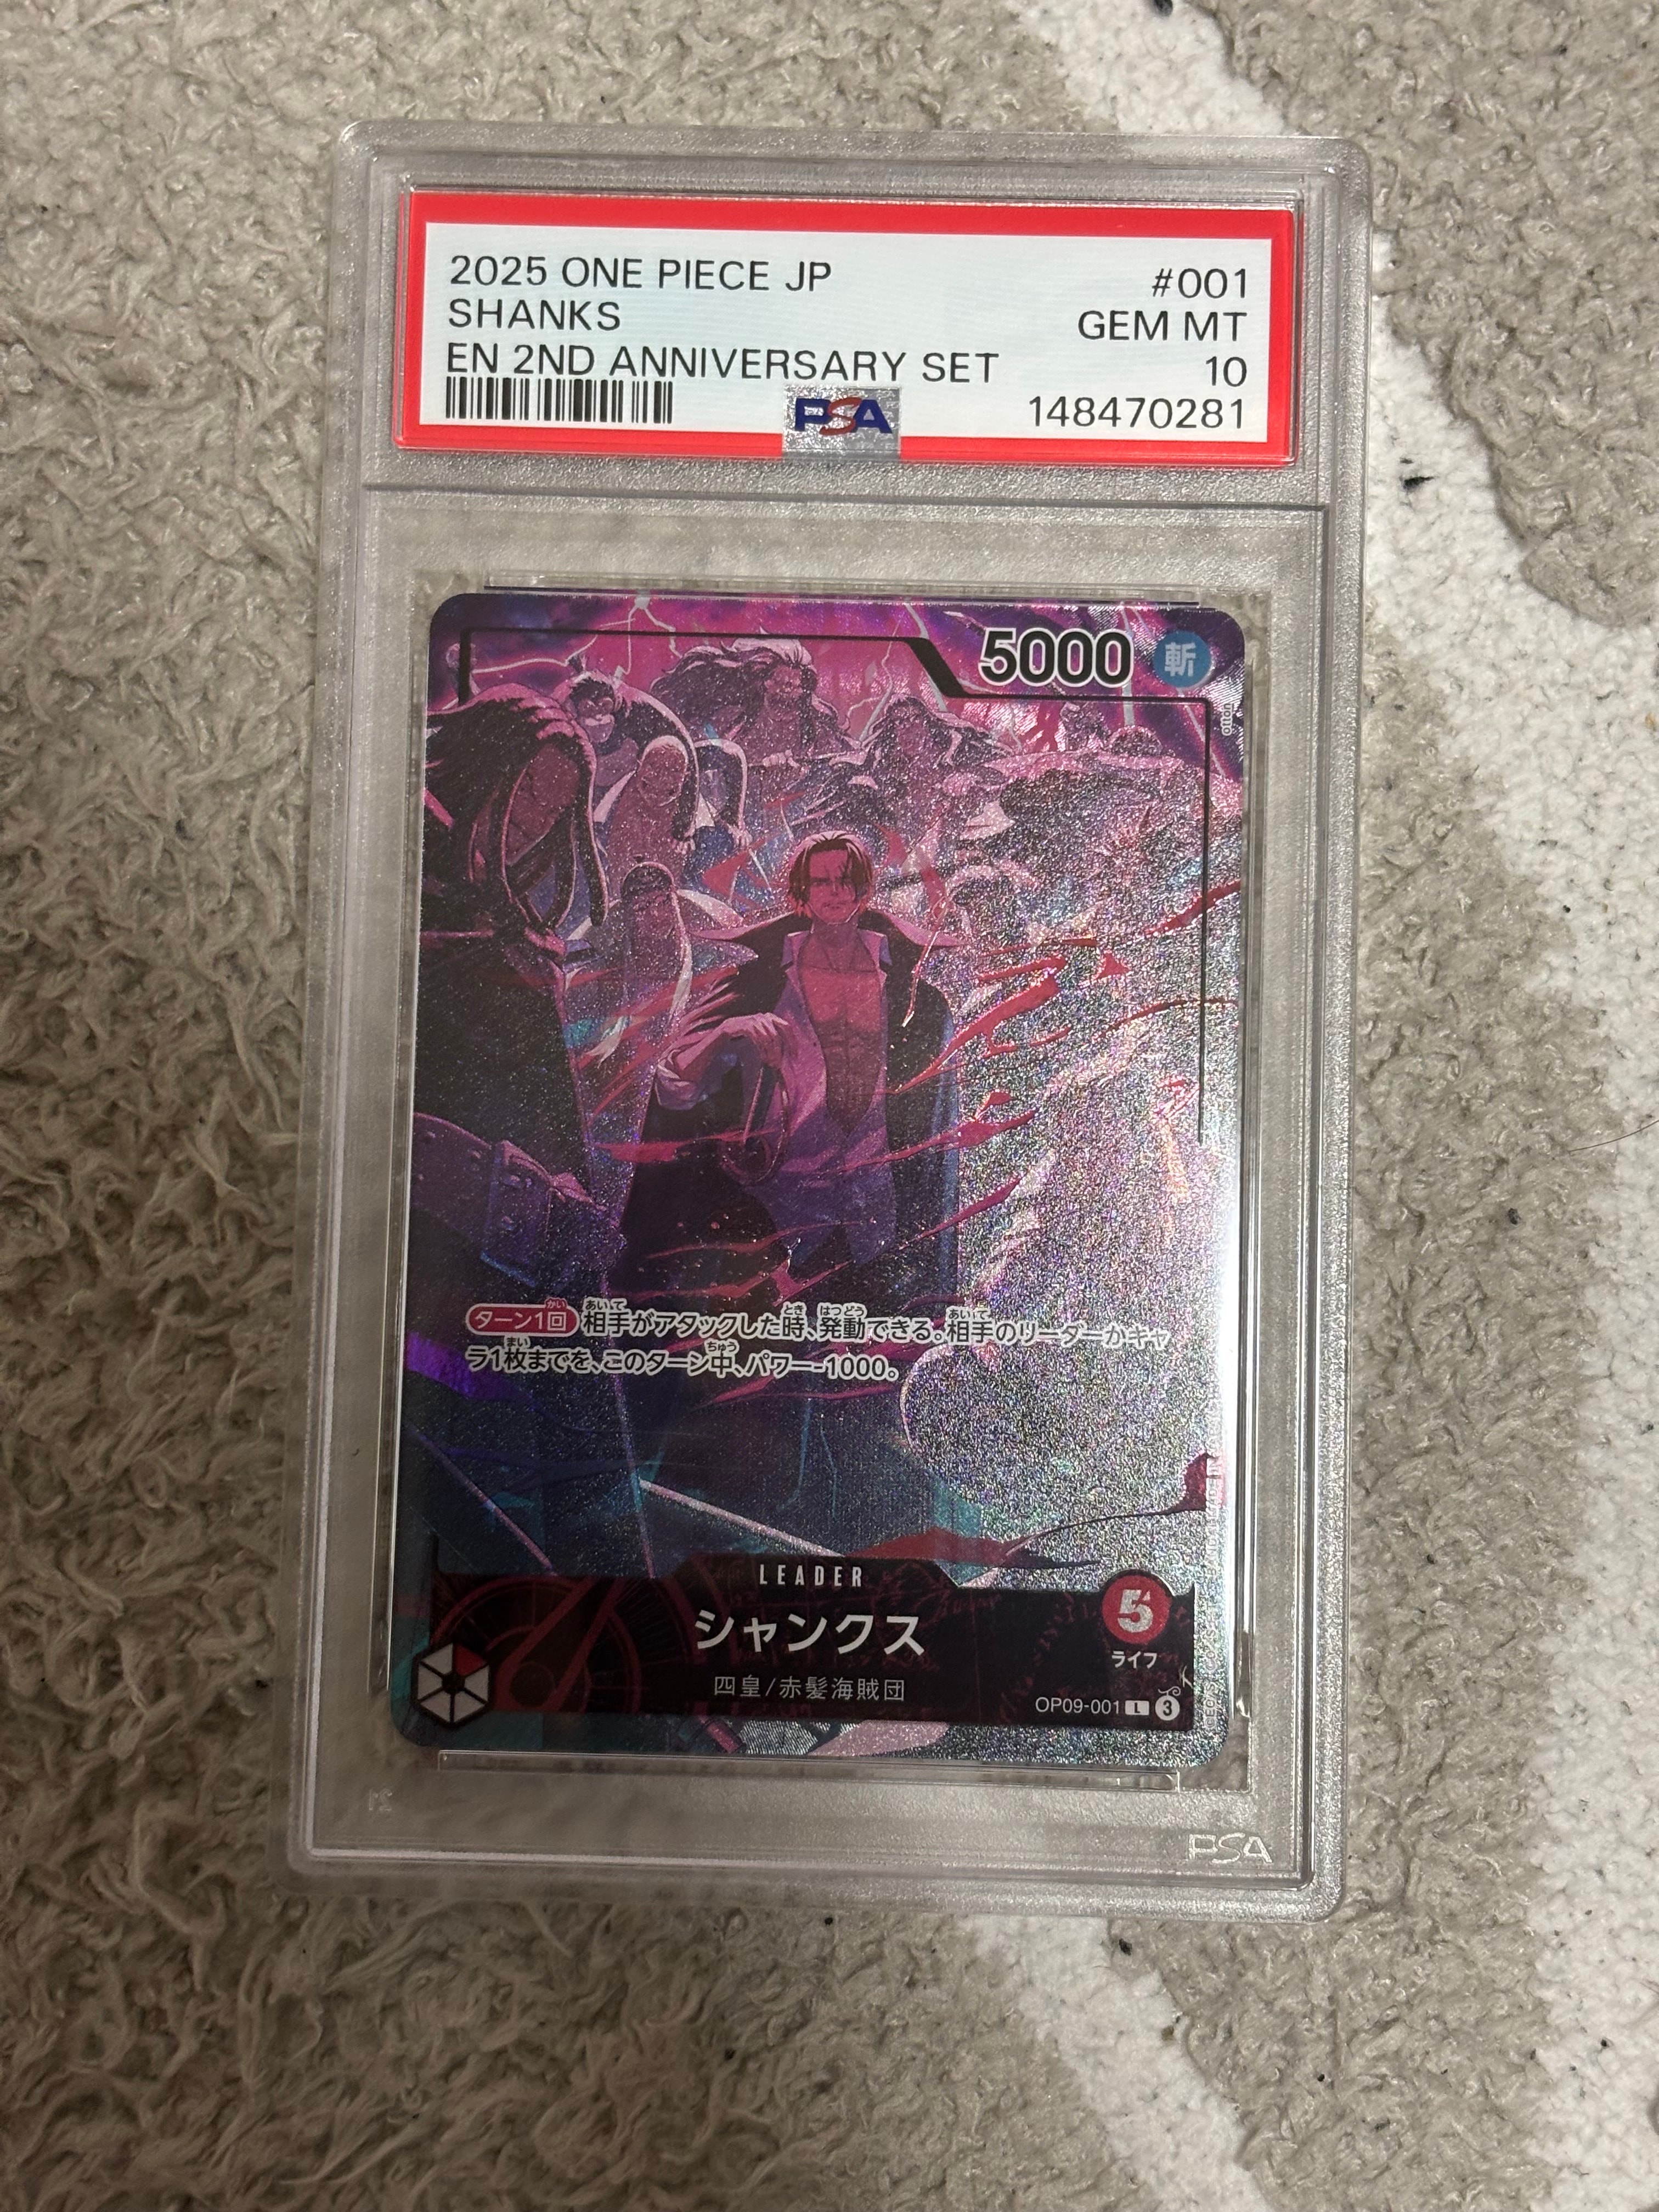 2025 ONE PIECE JP #001
SHANKS GEM MT
EN 2ND ANNIVERSARY SET 10
PSA 148470281
5000 斬
ターン1回 相手がアタックした時、発動できる。相手のリーダーかキャ
ラ1枚までを、このターン中、パワー-1000。
LEADER
シャンクス
5
ライフ
四皇/赤髪海賊団
OP09-001 L 3
PSA